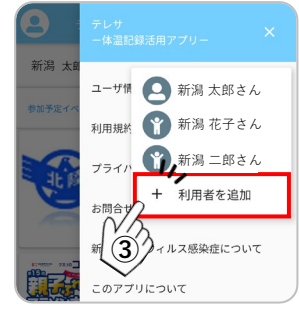 テレサ
ー体温記録活用アプリー
×
新潟 太郎
ユーザ情
新潟 太郎さん
参加予定イベ
利用規約
新潟 花子さん
プライバ
新潟 二郎さん
+ 利用者を追加
お問合せ
③
ィルス感染症について
このアプリについて